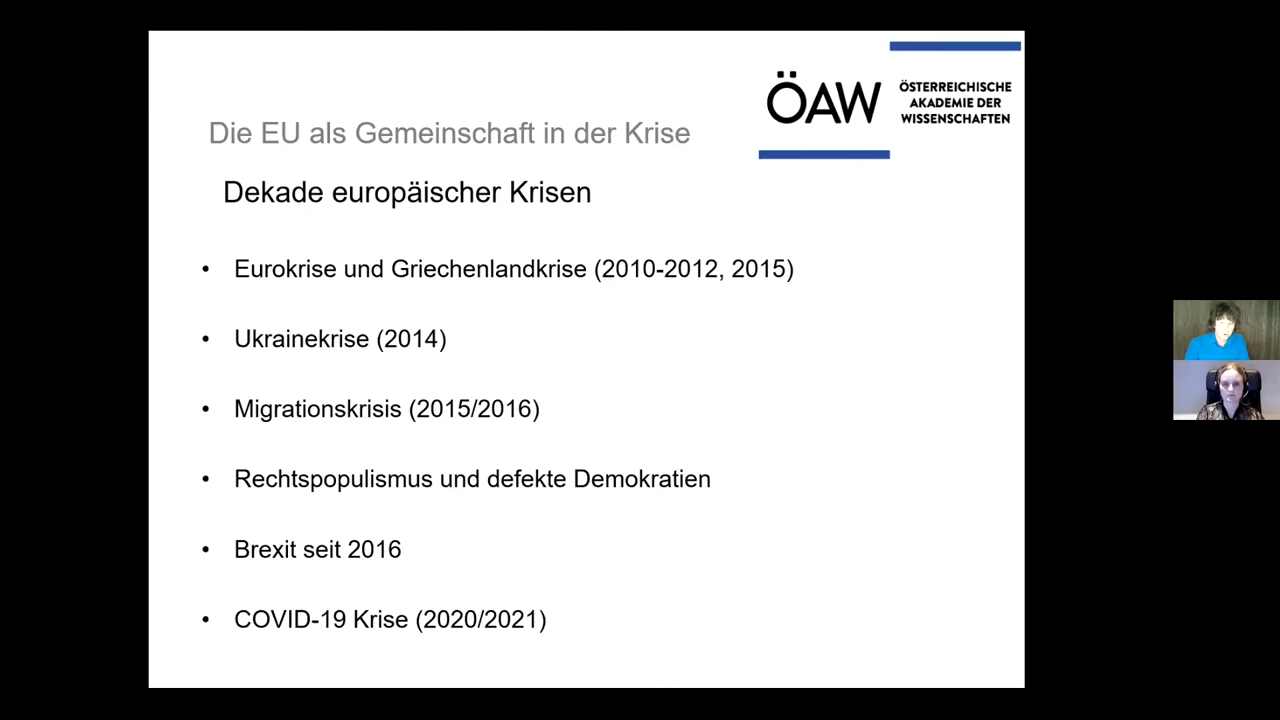 ÖAW
ÖSTERREICHISCHE
AKADEMIE DER
WISSENSCHAFTEN
Die EU als Gemeinschaft in der Krise
Dekade europäischer Krisen
• Eurokrise und Griechenlandkrise (2010-2012, 2015)
• Ukrainekrise (2014)
• Migrationskrisis (2015/2016)
• Rechtspopulismus und defekte Demokratien
• Brexit seit 2016
• COVID-19 Krise (2020/2021)